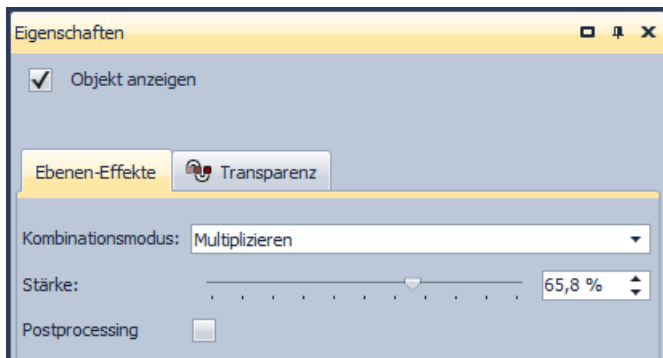 Eigenschaften
Objekt anzeigen
Ebenen-Effekte Transparenz
Kombinationsmodus: Multiplizieren
Stärke: 65,8 %
Postprocessing